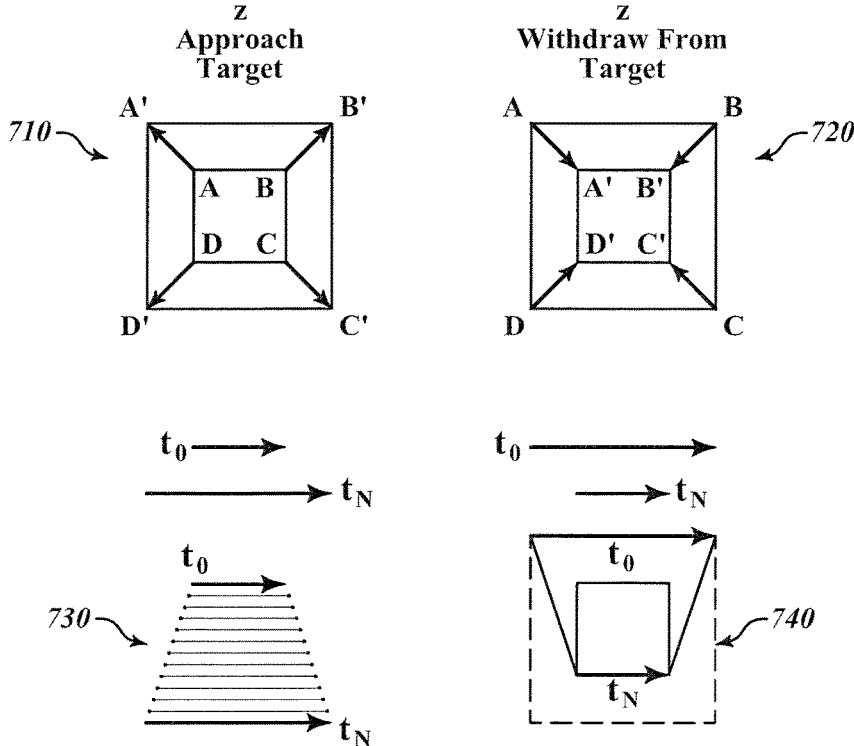 z
Approach
Target
z
Withdraw From
Target
710
A' B'
A B
D C
D' C'
720
A B
A' B'
D' C'
D C
t0
tN
t0
tN
730
t0
tN
740
t0
tN